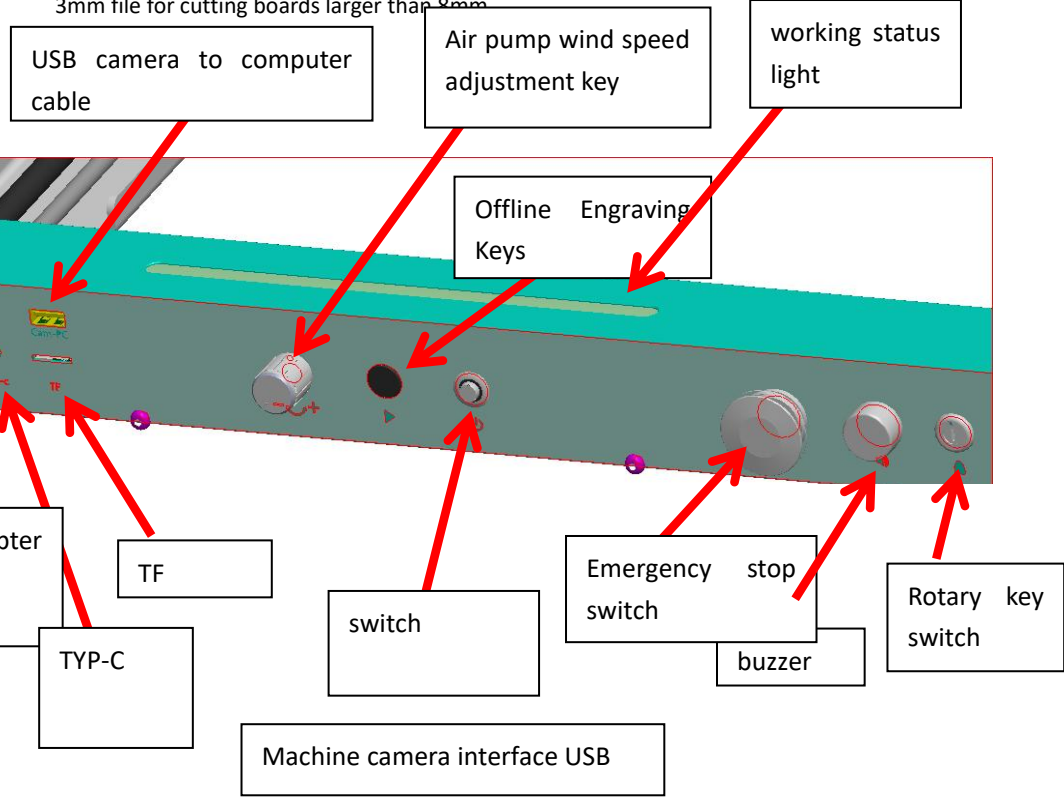 3mm file for cutting boards larger than 8mm
USB camera to computer
cable
Air pump wind speed
adjustment key
working status
light
Offline Engraving
Keys
Cam-PC
TF
TF
TYP-C
switch
Emergency stop
switch
buzzer
Rotary key
switch
Machine camera interface USB